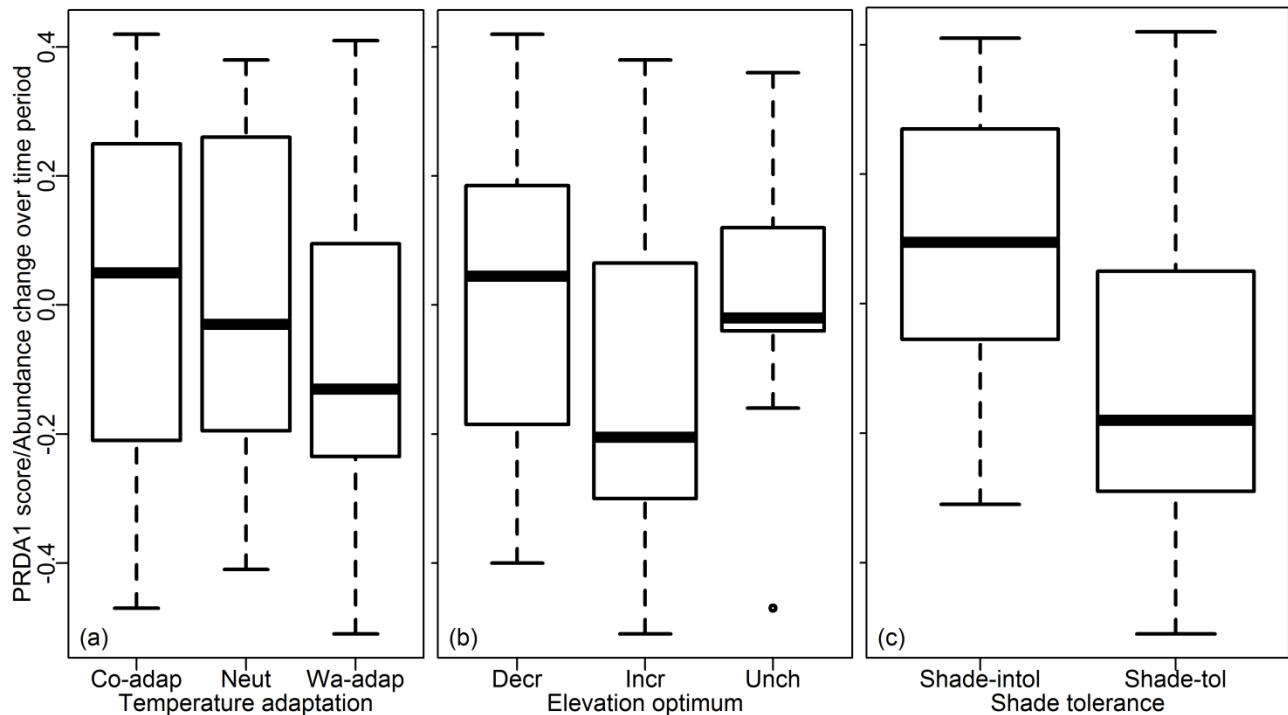 PRDA1 score/Abundance change over time period
0.4
0.2
0.0
-0.2
-0.4
(a)
Co-adap Neut Wa-adap
Temperature adaptation
(b)
Decr Incr Unch
Elevation optimum
(c)
Shade-intol Shade-tol
Shade tolerance